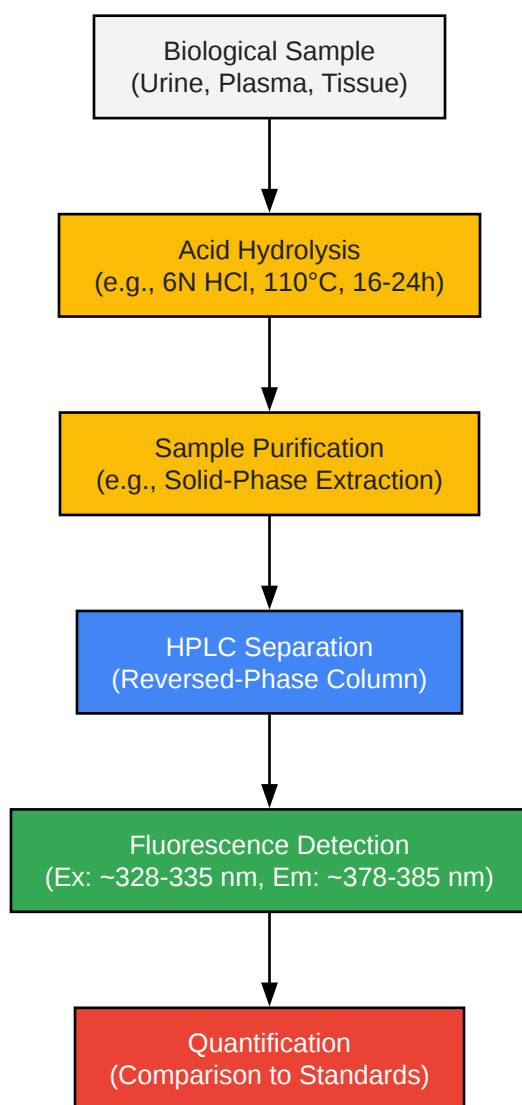 Biological Sample
(Urine, Plasma, Tissue)
Acid Hydrolysis
(e.g., 6N HCl, 110°C, 16-24h)
Sample Purification
(e.g., Solid-Phase Extraction)
HPLC Separation
(Reversed-Phase Column)
Fluorescence Detection
(Ex: ~328-335 nm, Em: ~378-385 nm)
Quantification
(Comparison to Standards)